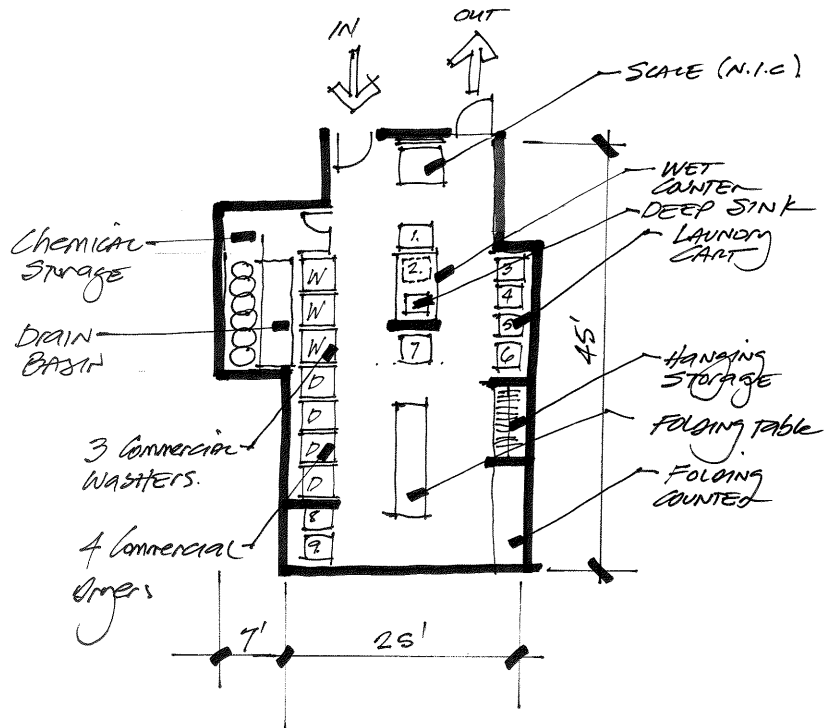 IN
OUT
SCALE (N.I.C)
WET
COUNTER
DEEP SINK
LAUNDRY
CART
Chemical
STORAGE
DRAIN
BASIN
3 Commercial
WASHERS.
4 Commercial
Dryers
HANGING
STORAGE
FOLDING TABLE
FOLDING
COUNTER
1.
2.
3
4
5
6
7
W
W
W
D
D
D
D
8
9.
45'
7'
25'